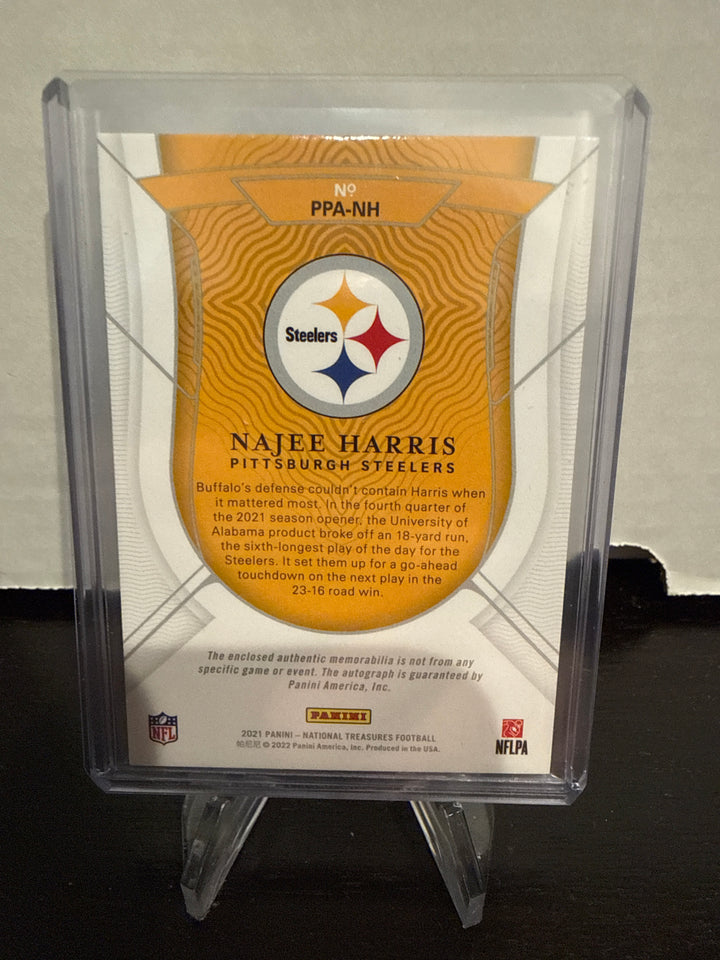 Nº
PPA-NH
Steelers
NAJEE HARRIS
PITTSBURGH STEELERS
Buffalo's defense couldn't contain Harris when
it mattered most. In the fourth quarter of
the 2021 season opener, the University of
Alabama product broke off an 18-yard run,
the sixth-longest play of the day for the
Steelers. It set them up for a go-ahead
touchdown on the next play in the
23-16 road win.
The enclosed authentic memorabilia is not from any
specific game or event. The autograph is guaranteed by
Panini America, Inc.
PANINI
NFL
2021 PANINI – NATIONAL TREASURES FOOTBALL
帕尼尼 © 2022 Panini America, Inc. Produced in the USA.
NFLPA